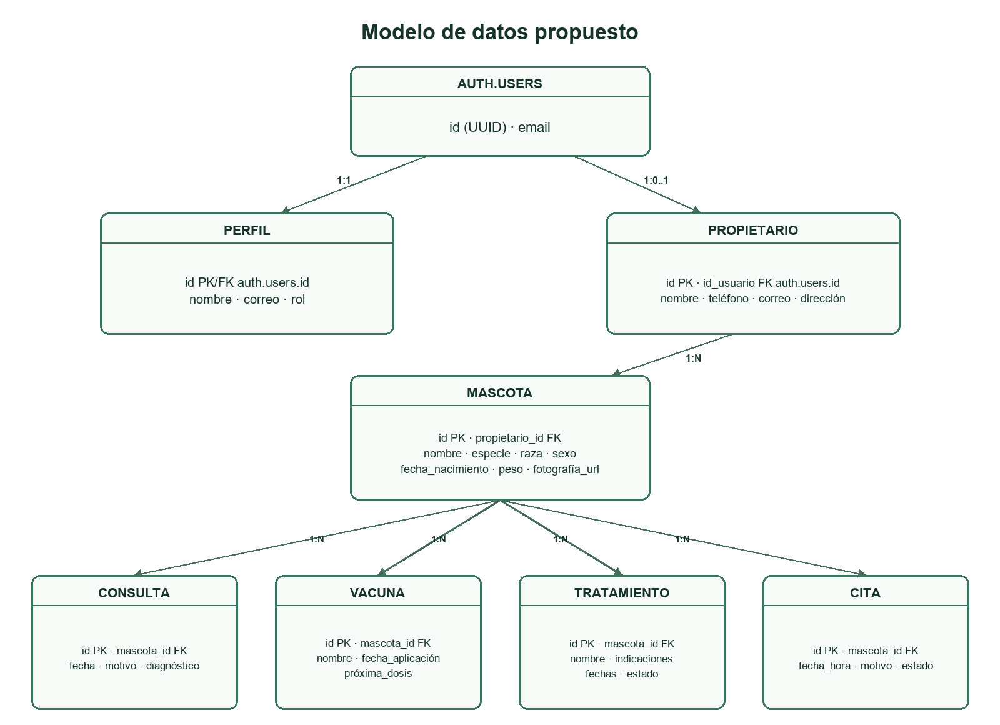 Modelo de datos propuesto
AUTH.USERS
id (UUID) · email
1:1
1:0..1
PERFIL
id PK/FK auth.users.id
nombre · correo · rol
PROPIETARIO
id PK · id_usuario FK auth.users.id
nombre · teléfono · correo · dirección
1:N
MASCOTA
id PK · propietario_id FK
nombre · especie · raza · sexo
fecha_nacimiento · peso · fotografía_url
1:N
1:N
1:N
1:N
CONSULTA
id PK · mascota_id FK
fecha · motivo · diagnóstico
VACUNA
id PK · mascota_id FK
nombre · fecha_aplicación
próxima_dosis
TRATAMIENTO
id PK · mascota_id FK
nombre · indicaciones
fechas · estado
CITA
id PK · mascota_id FK
fecha_hora · motivo · estado